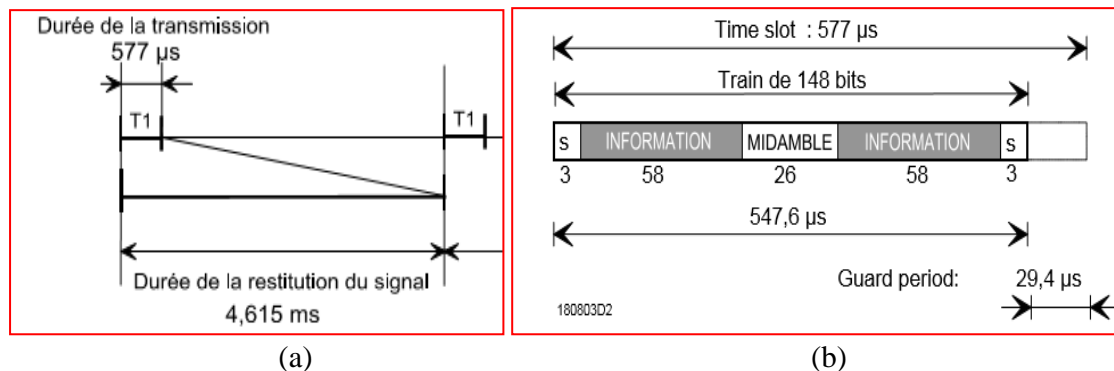 Durée de la transmission
577 µs
T1
T1
Durée de la restitution du signal
4,615 ms
(a)
Time slot : 577 µs
Train de 148 bits
s INFORMATION MIDAMBLE INFORMATION s
3 58 26 58 3
547,6 µs
Guard period: 29,4 µs
180803D2
(b)